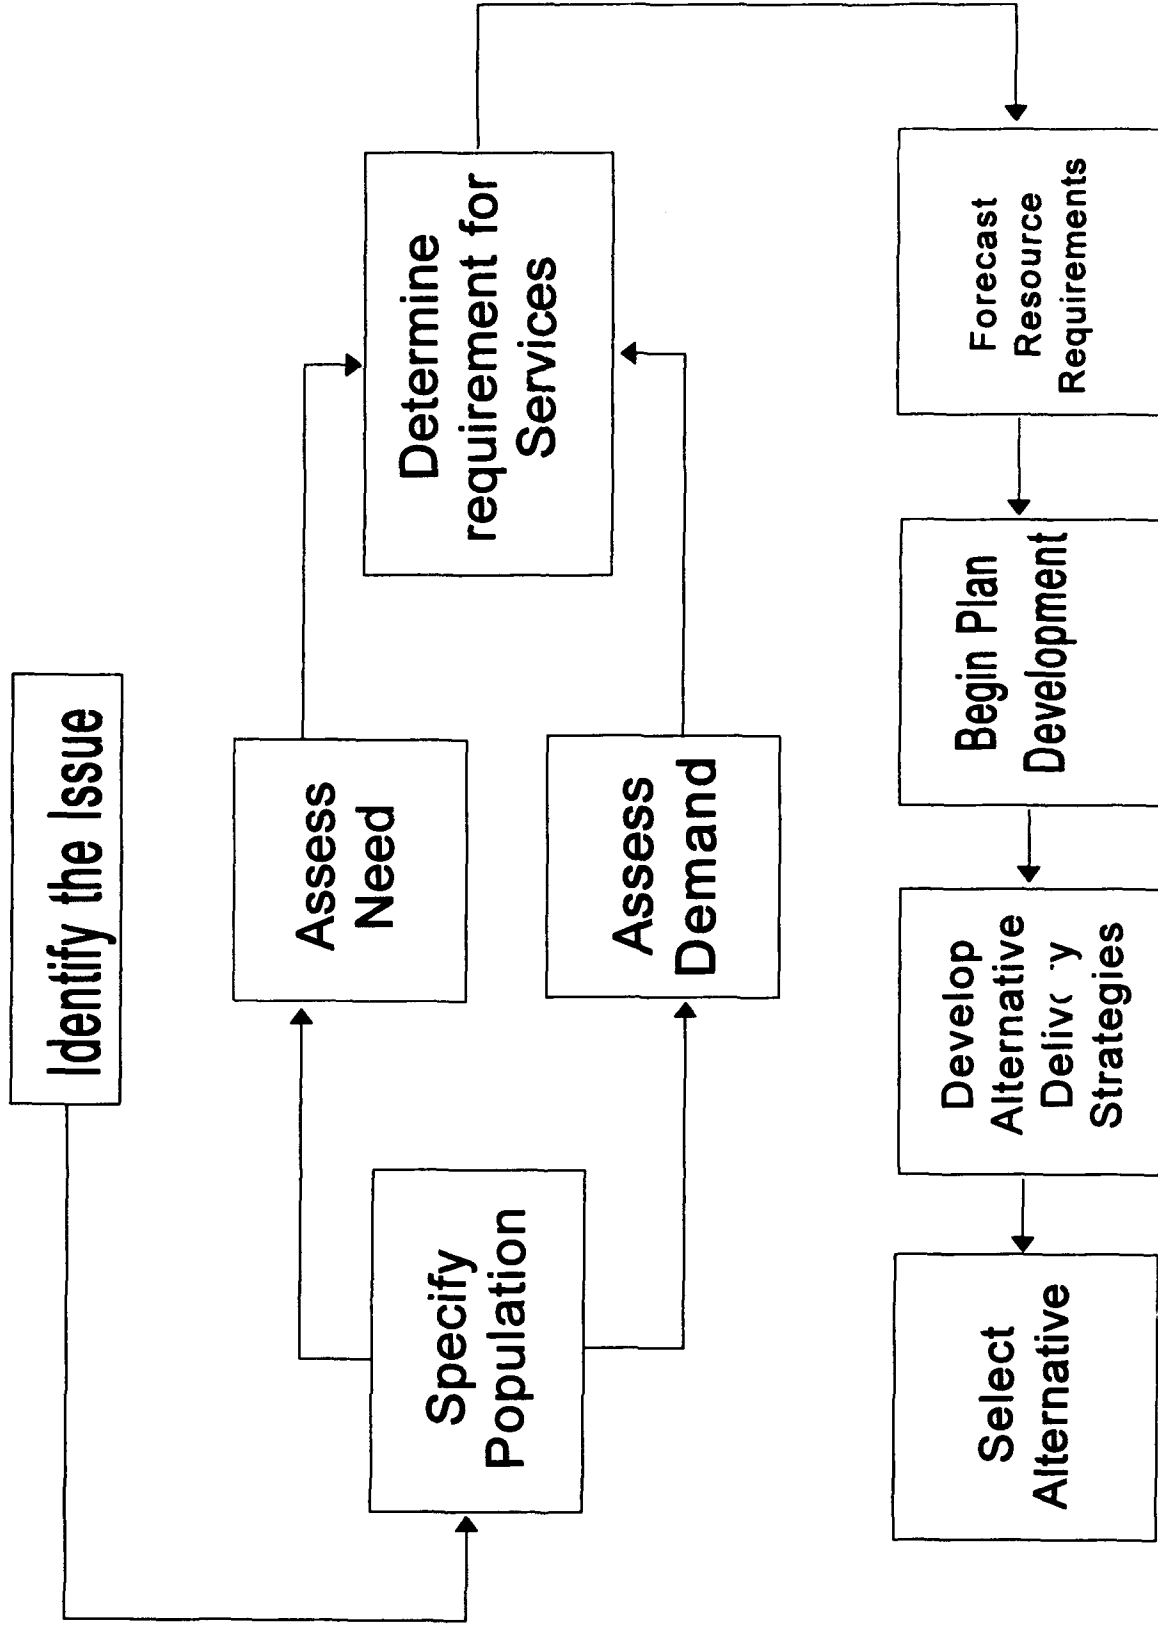 Identify the Issue
Specify
Population
Assess
Need
Assess
Demand
Determine
requirement for
Services
Forecast
Resource
Requirements
Begin Plan
Development
Develop
Alternative
Strategies
Select
Alternative